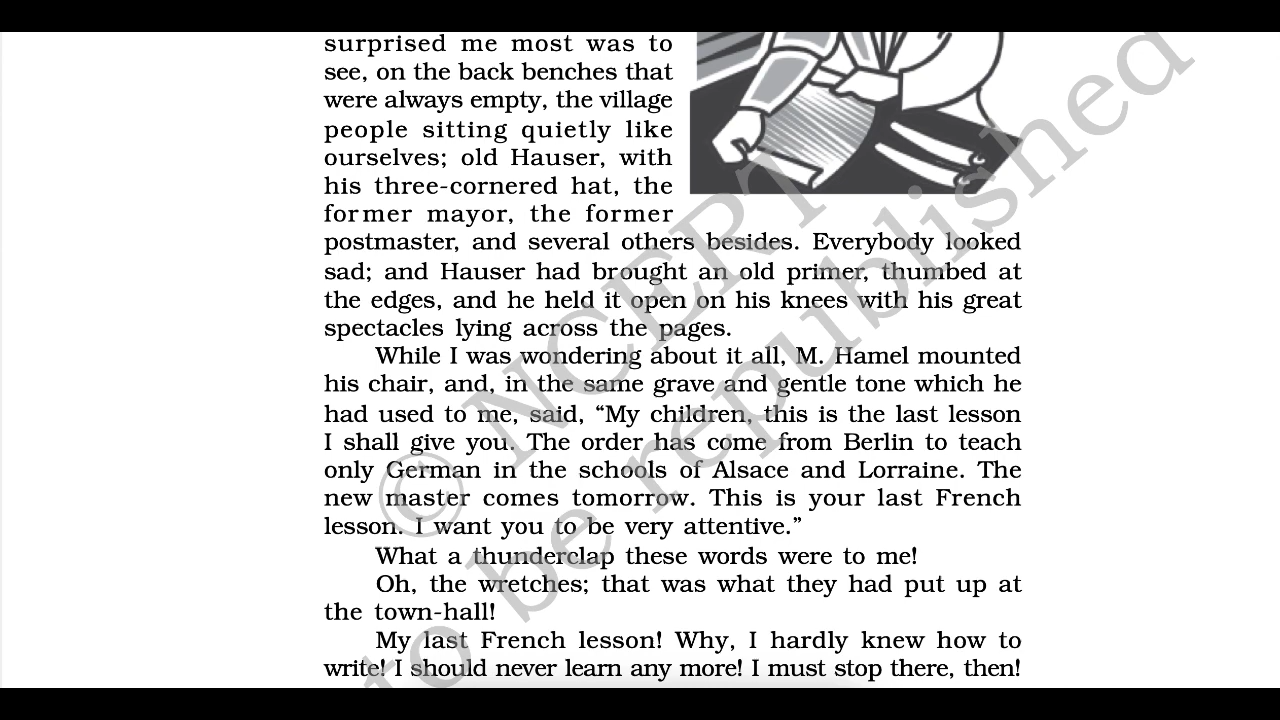 surprised me most was to
see, on the back benches that
were always empty, the village
people sitting quietly like
ourselves; old Hauser, with
his three-cornered hat, the
former mayor, the former
postmaster, and several others besides. Everybody looked
sad; and Hauser had brought an old primer, thumbed at
the edges, and he held it open on his knees with his great
spectacles lying across the pages.
While I was wondering about it all, M. Hamel mounted
his chair, and, in the same grave and gentle tone which he
had used to me, said, “My children, this is the last lesson
I shall give you. The order has come from Berlin to teach
only German in the schools of Alsace and Lorraine. The
new master comes tomorrow. This is your last French
lesson. I want you to be very attentive.”
What a thunderclap these words were to me!
Oh, the wretches; that was what they had put up at
the town-hall!
My last French lesson! Why, I hardly knew how to
write! I should never learn any more! I must stop there, then!
© NCERT
to be republished